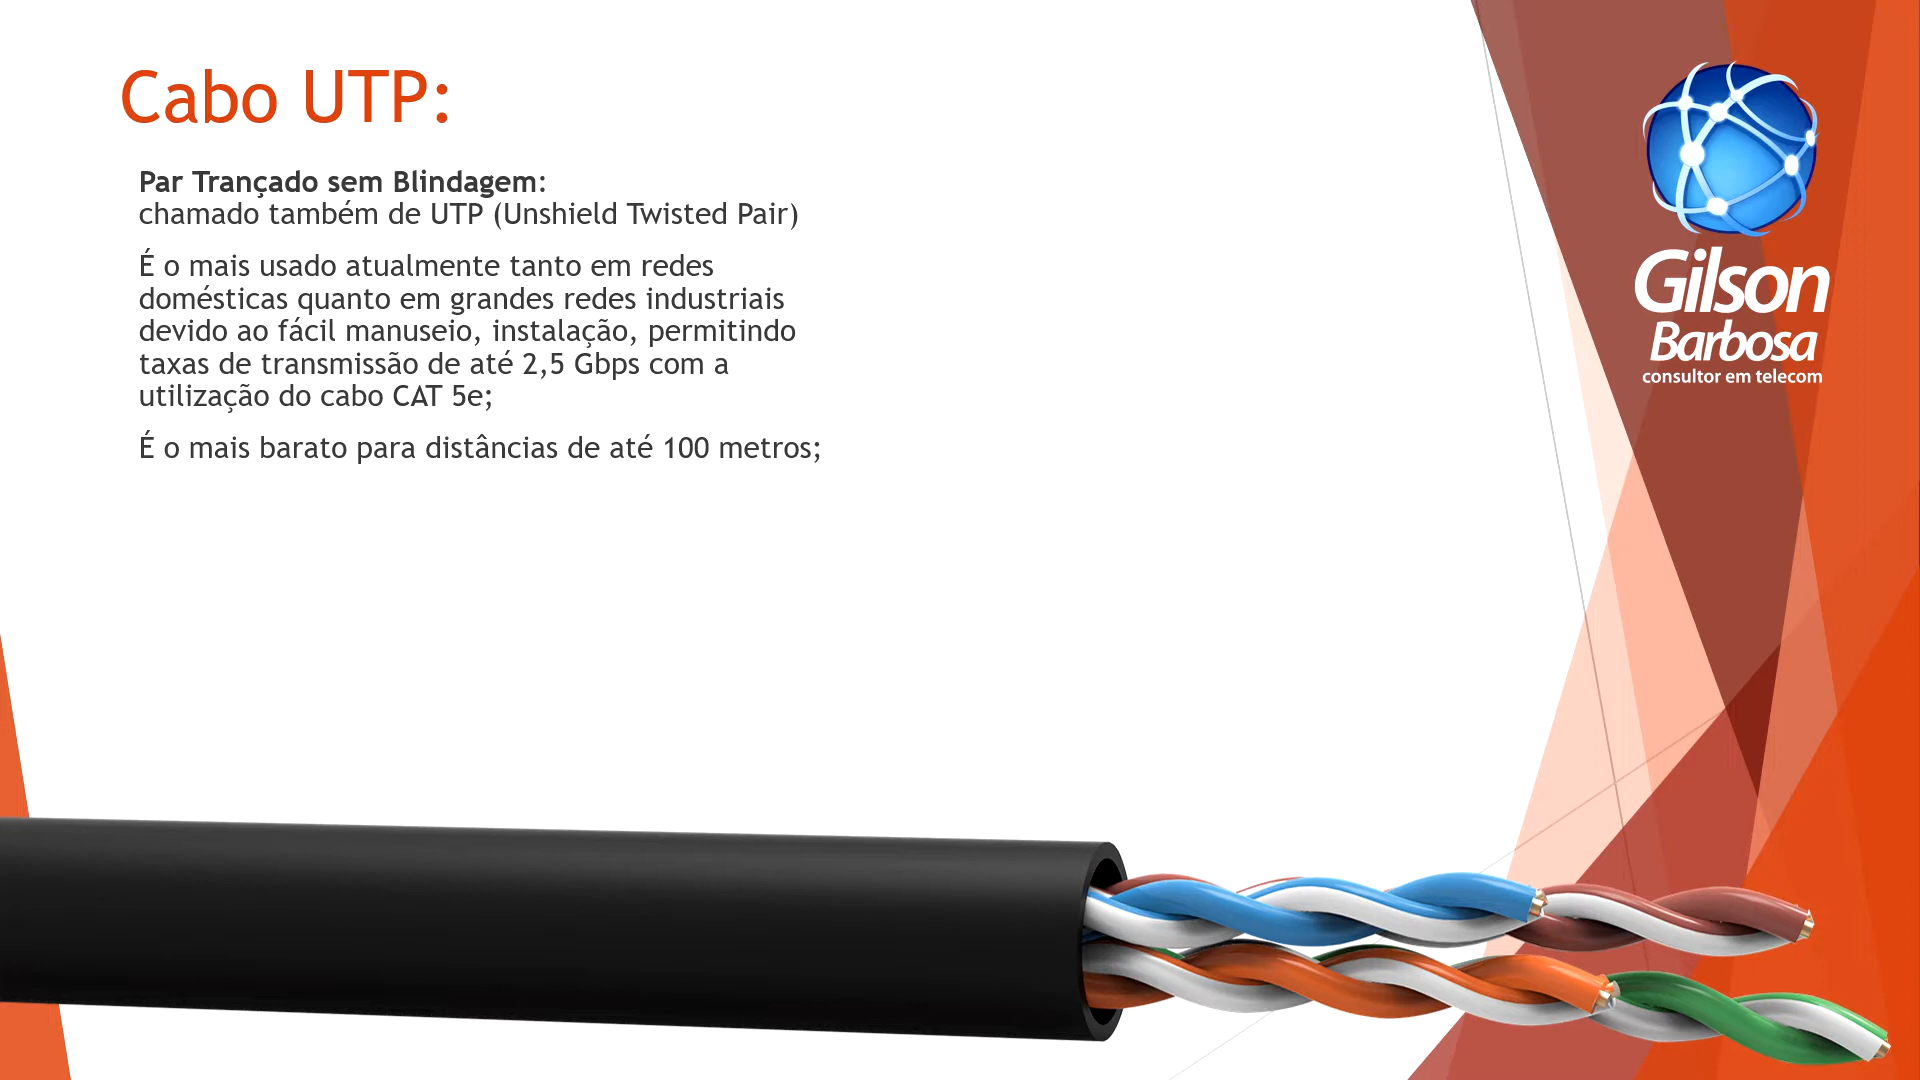 Cabo UTP:
Par Trançado sem Blindagem:
chamado também de UTP (Unshield Twisted Pair)
É o mais usado atualmente tanto em redes
domésticas quanto em grandes redes industriais
devido ao fácil manuseio, instalação, permitindo
taxas de transmissão de até 2,5 Gbps com a
utilização do cabo CAT 5e;
É o mais barato para distâncias de até 100 metros;
Gilson
Barbosa
consultor em telecom